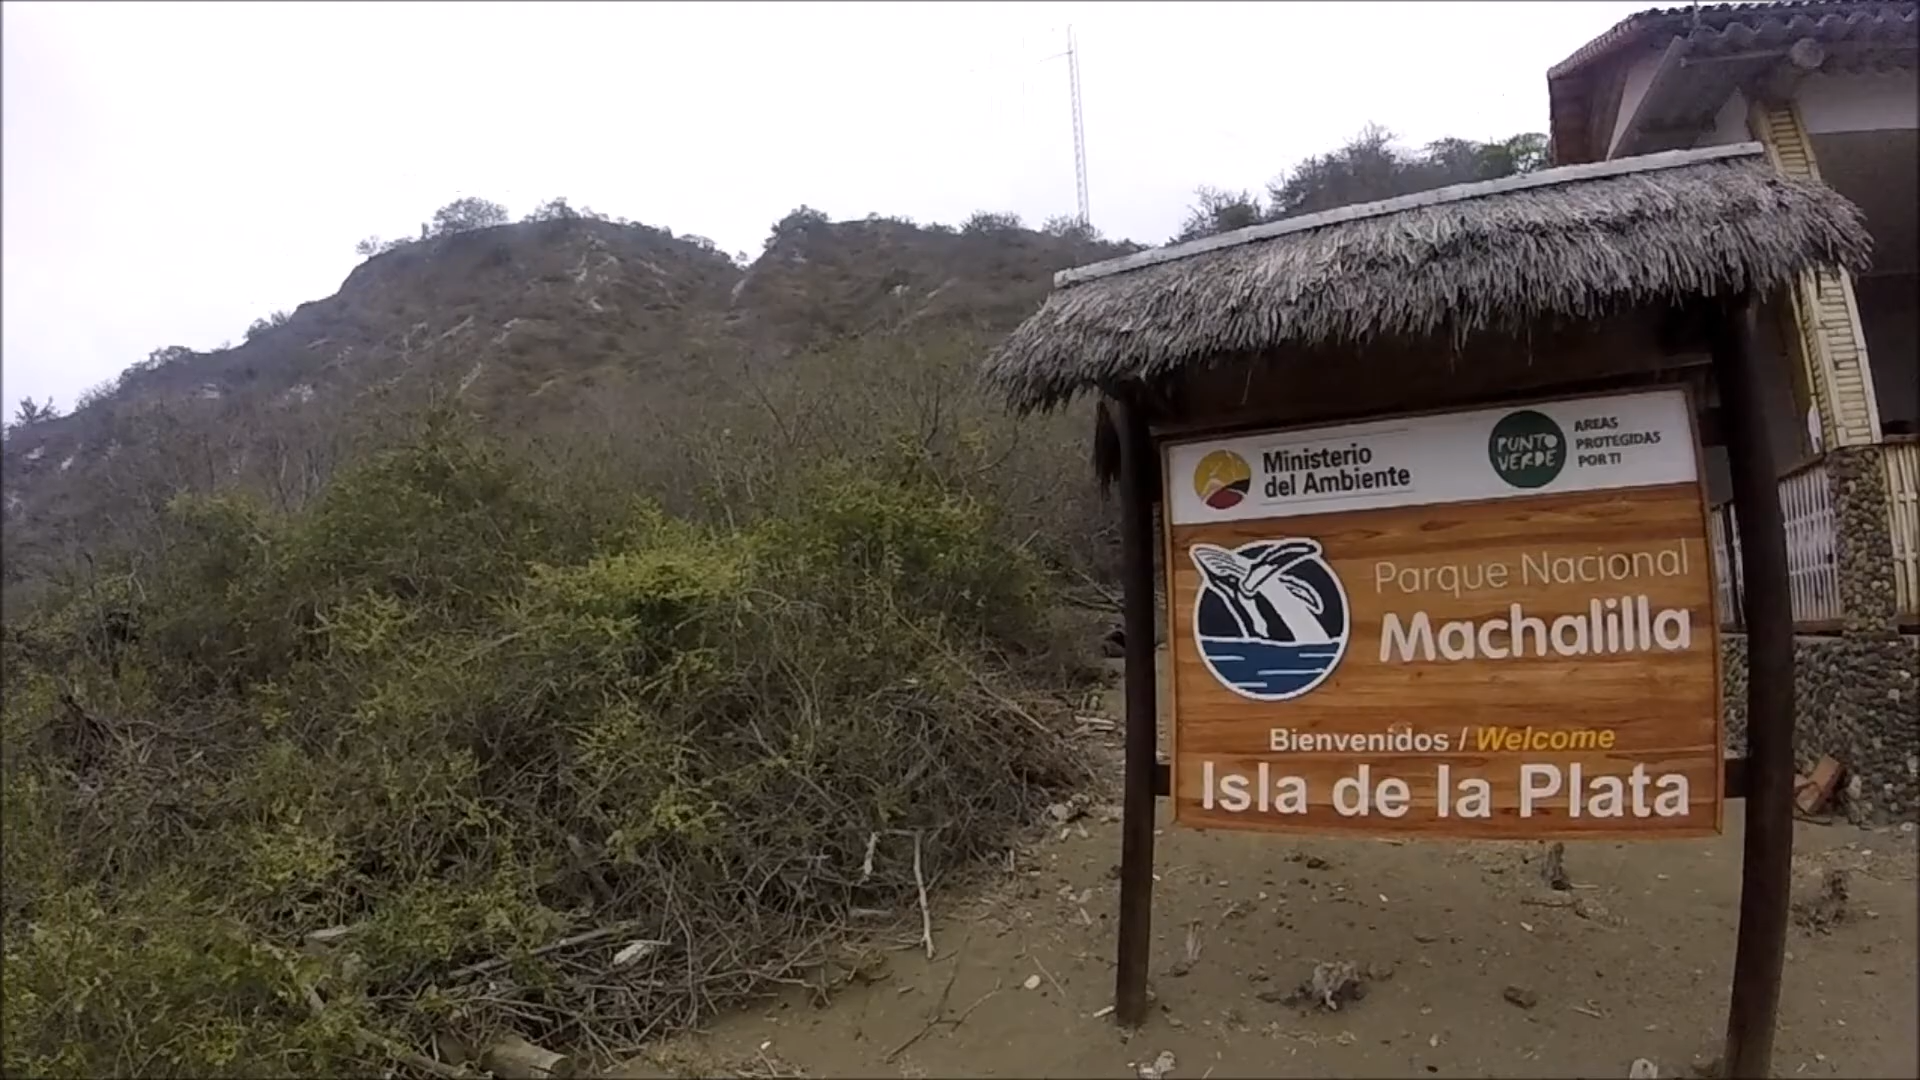 Ministerio
del Ambiente
PUNTO
VERDE
AREAS
PROTEGIDAS
POR TI
Parque Nacional
Machalilla
Bienvenidos / Welcome
Isla de la Plata